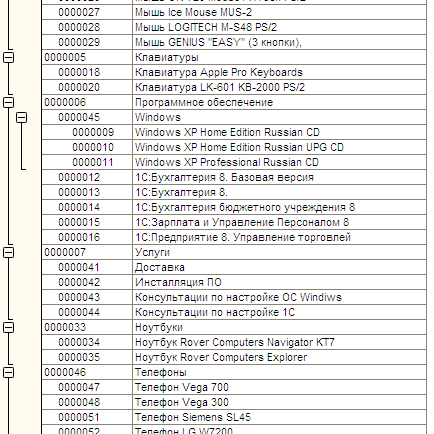 0000027 Мышь Ice Mouse MUS-2
0000028 Мышь LOGITECH M-S48 PS/2
0000029 Мышь GENIUS "EASY" (3 кнопки),
0000005 Клавиатуры
0000018 Клавиатура Apple Pro Keyboards
0000020 Клавиатура LK-601 KB-2000 PS/2
0000006 Программное обеспечение
0000045 Windows
0000009 Windows XP Home Edition Russian CD
0000010 Windows XP Home Edition Russian UPG CD
0000011 Windows XP Professional Russian CD
0000012 1С:Бухгалтерия 8. Базовая версия
0000013 1С:Бухгалтерия 8.
0000014 1С:Бухгалтерия бюджетного учреждения 8
0000015 1С:Зарплата и Управление Персоналом 8
0000016 1С:Предприятие 8. Управление торговлей
0000007 Услуги
0000041 Доставка
0000042 Инсталляция ПО
0000043 Консультации по настройке ОС Windiws
0000044 Консультации по настройке 1С
0000033 Ноутбуки
0000034 Ноутбук Rover Computers Navigator KT7
0000035 Ноутбук Rover Computers Explorer
0000046 Телефоны
0000047 Телефон Vega 700
0000048 Телефон Vega 300
0000051 Телефон Siemens SL45
0000052 Телефон LG W7200